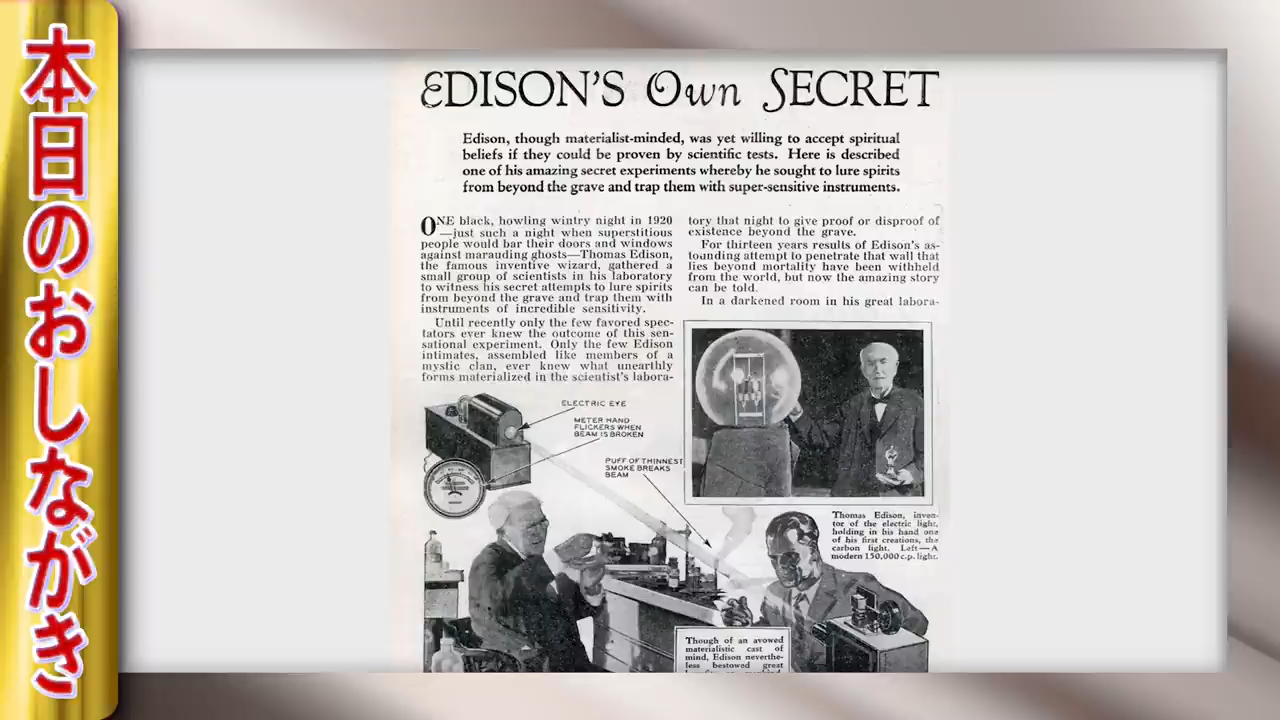 本日のおしながき
EDISON'S Own SECRET
Edison, though materialist-minded, was yet willing to accept spiritual
beliefs if they could be proven by scientific tests. Here is described
one of his amazing secret experiments whereby he sought to lure spirits
from beyond the grave and trap them with super-sensitive instruments.
ONE black, howling wintry night in 1920
—just such a night when superstitious
people would bar their doors and windows
against marauding ghosts—Thomas Edison,
the famous inventive wizard, gathered a
small group of scientists in his laboratory
to witness his secret attempts to lure spirits
from beyond the grave and trap them with
instruments of incredible sensitivity.
Until recently only the few favored spec-
tators ever knew the outcome of this sen-
sational experiment. Only the few Edison
intimates, assembled like members of a
mystic clan, ever knew what unearthly
forms materialized in the scientist's labora-
tory that night to give proof or disproof of
existence beyond the grave.
For thirteen years results of Edison's as-
tounding attempt to penetrate that wall that
lies beyond mortality have been withheld
from the world, but now the amazing story
can be told.
In a darkened room in his great labora-
ELECTRIC EYE
METER HAND
FLICKERS WHEN
BEAM IS BROKEN
PUFF OF THINNEST
SMOKE BREAKS
BEAM
Thomas Edison, inven-
tor of the electric light,
holding in his hand one
of his first creations, the
carbon light. Left—A
modern 150,000 c.p. light.
Though of an avowed
materialistic cast of
mind, Edison neverthe-
less bestowed great